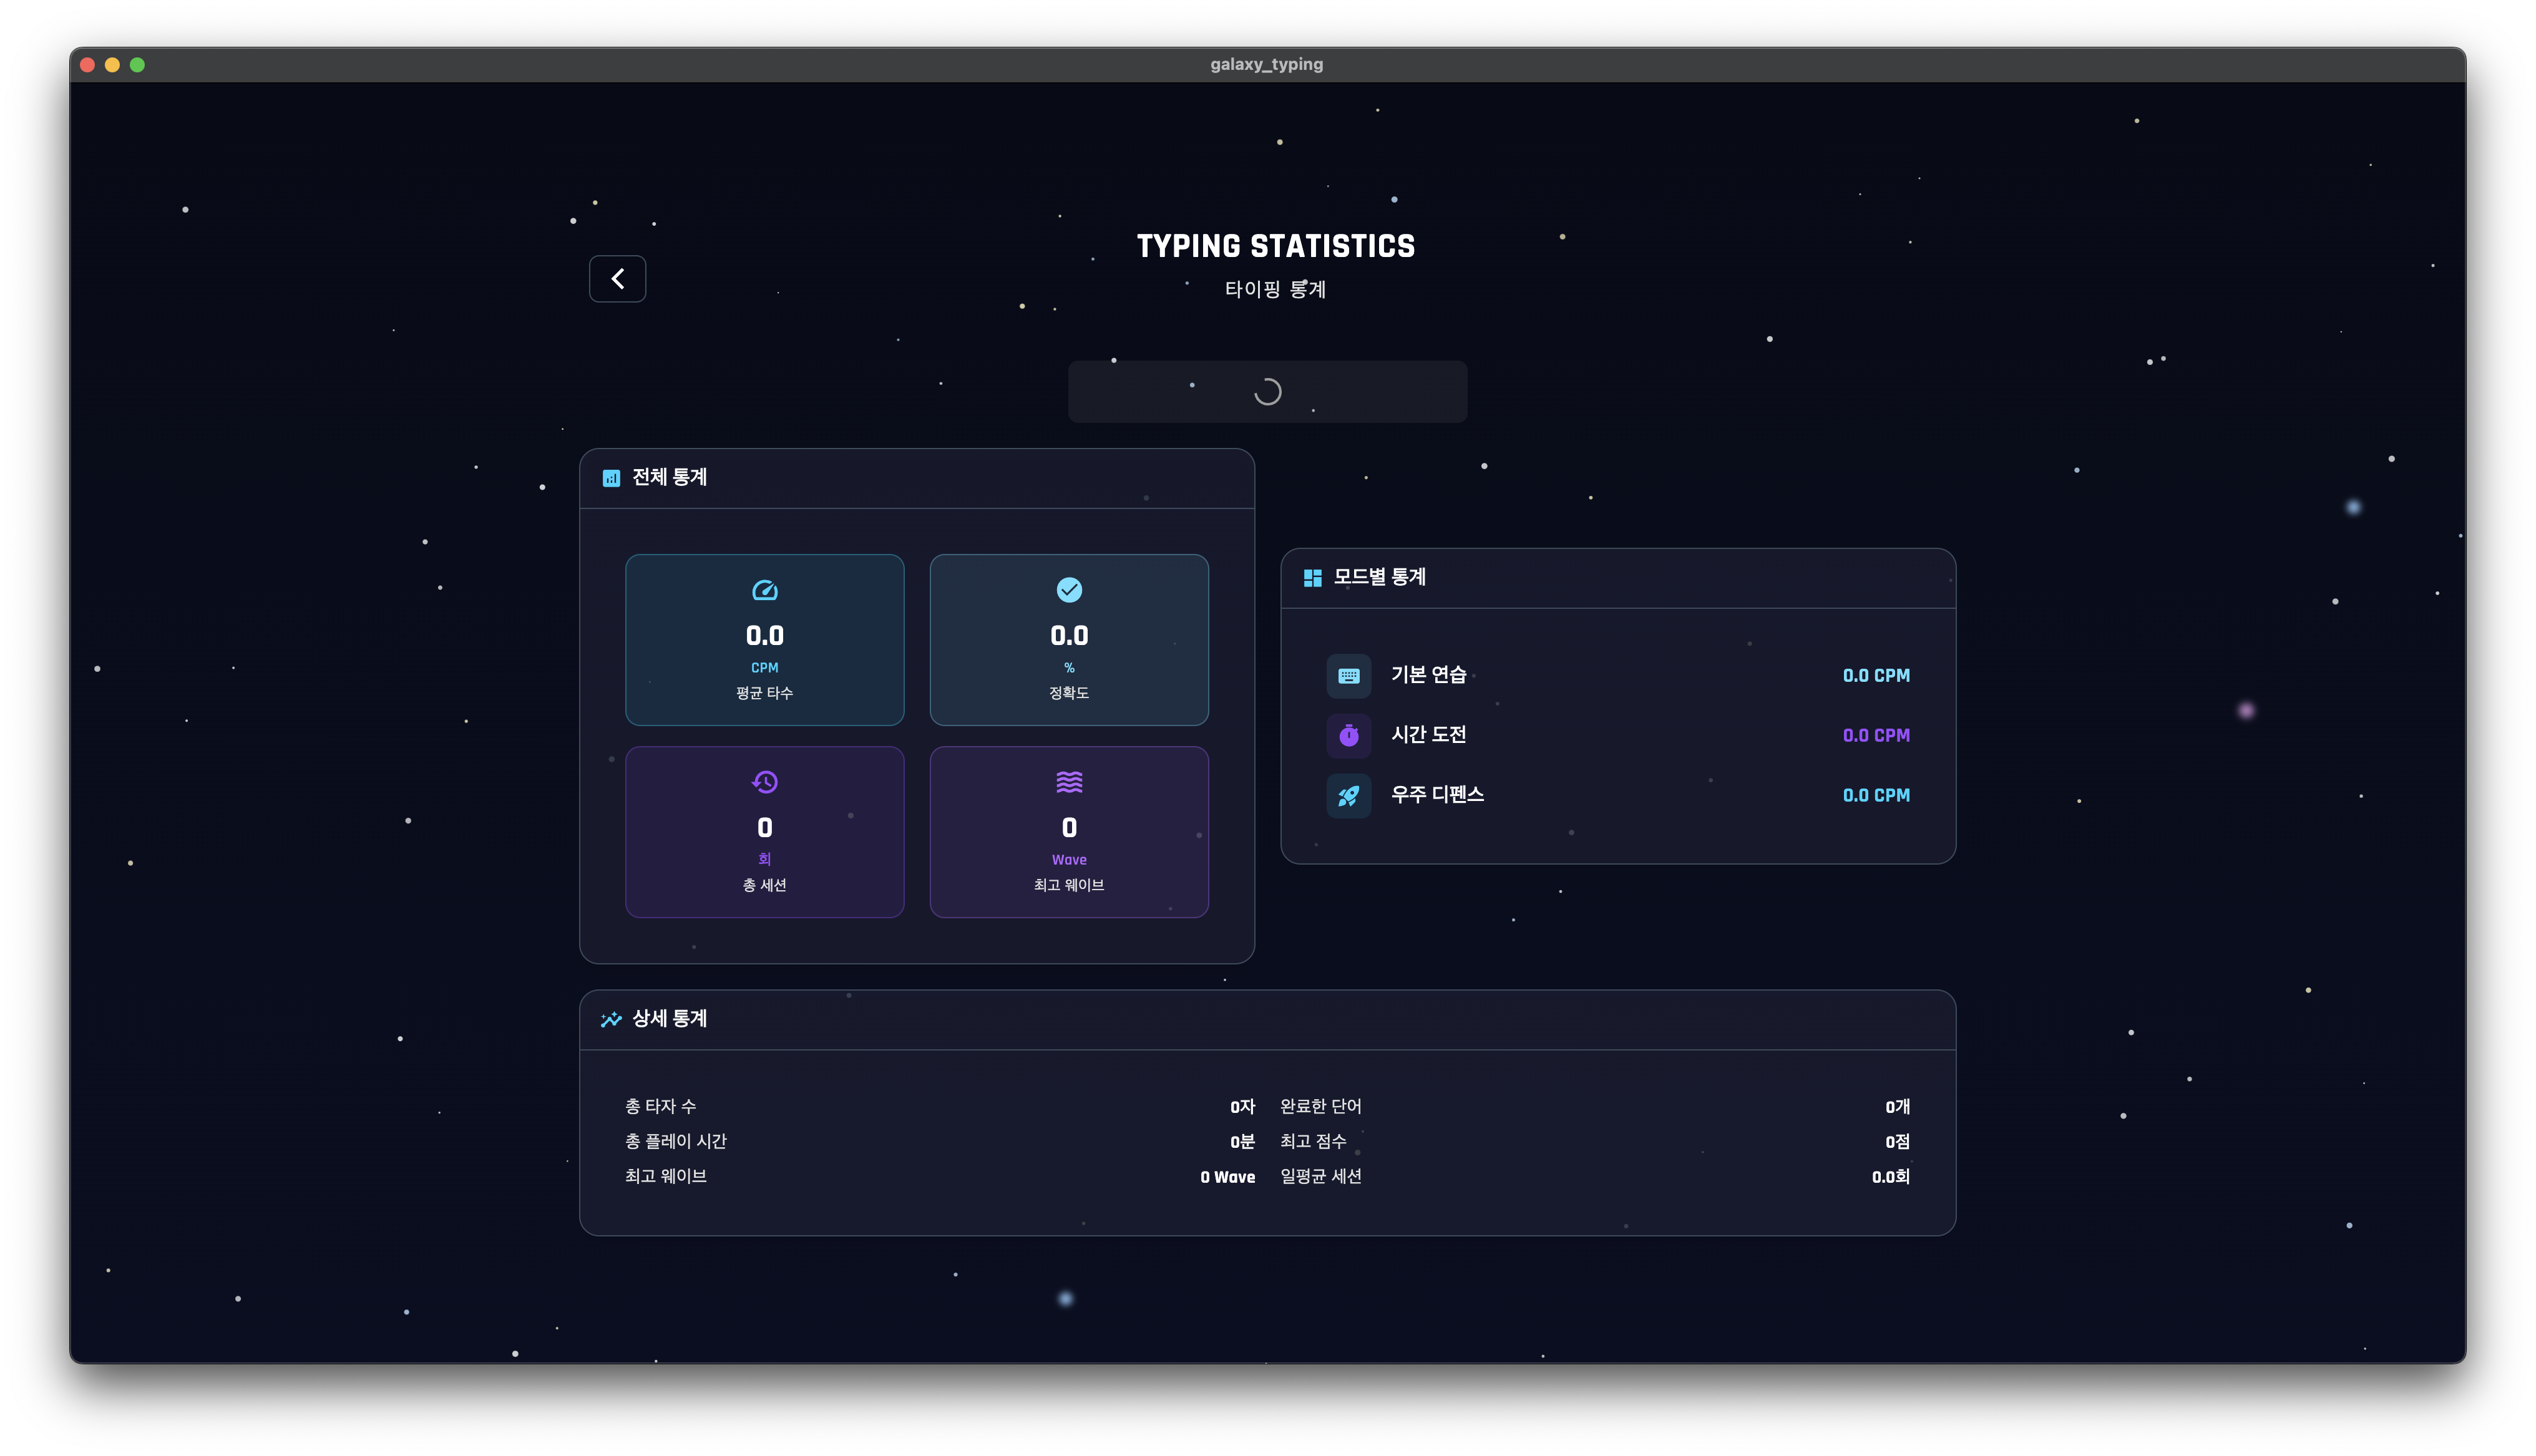 galaxy_typing
TYPING STATISTICS
타이핑 통계
전체 통계
0.0
CPM
평균 타수
0.0
%
정확도
0
회
총 세션
0
Wave
최고 웨이브
모드별 통계
기본 연습 0.0 CPM
시간 도전 0.0 CPM
우주 디펜스 0.0 CPM
상세 통계
총 타자 수 0자 완료한 단어 0개
총 플레이 시간 0분 최고 점수 0점
최고 웨이브 0 Wave 일평균 세션 0.0회